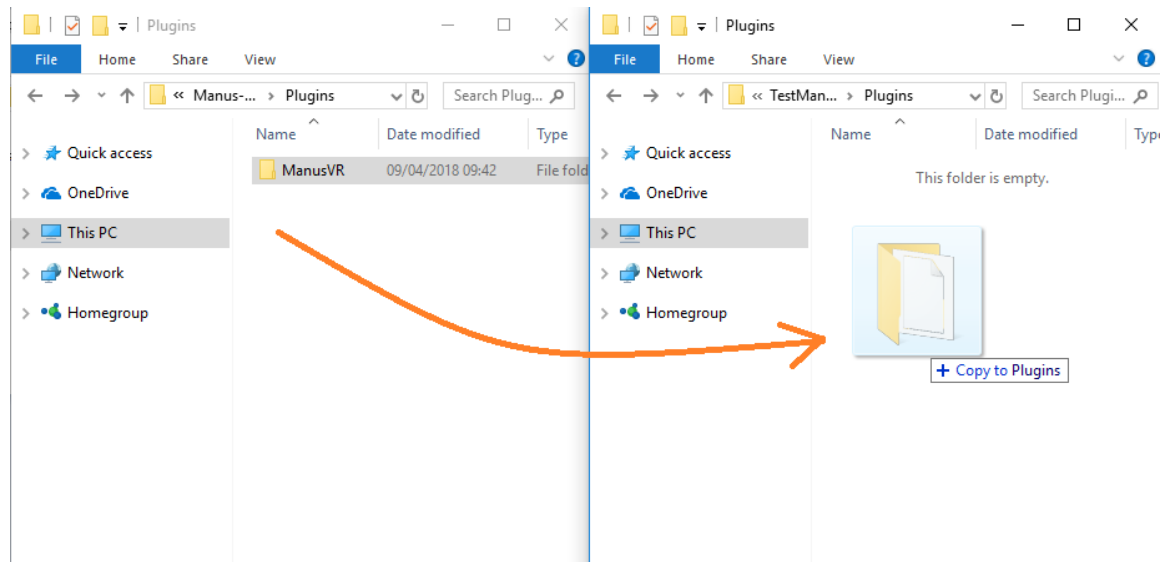 Plugins
File Home Share View
« Manus-... > Plugins
Search Plug...
Quick access
OneDrive
This PC
Network
Homegroup
Name Date modified Type
ManusVR 09/04/2018 09:42 File fold
Plugins
File Home Share View
« TestMan... > Plugins
Search Plugi...
Quick access
OneDrive
This PC
Network
Homegroup
Name Date modified Typ
This folder is empty.
+ Copy to Plugins